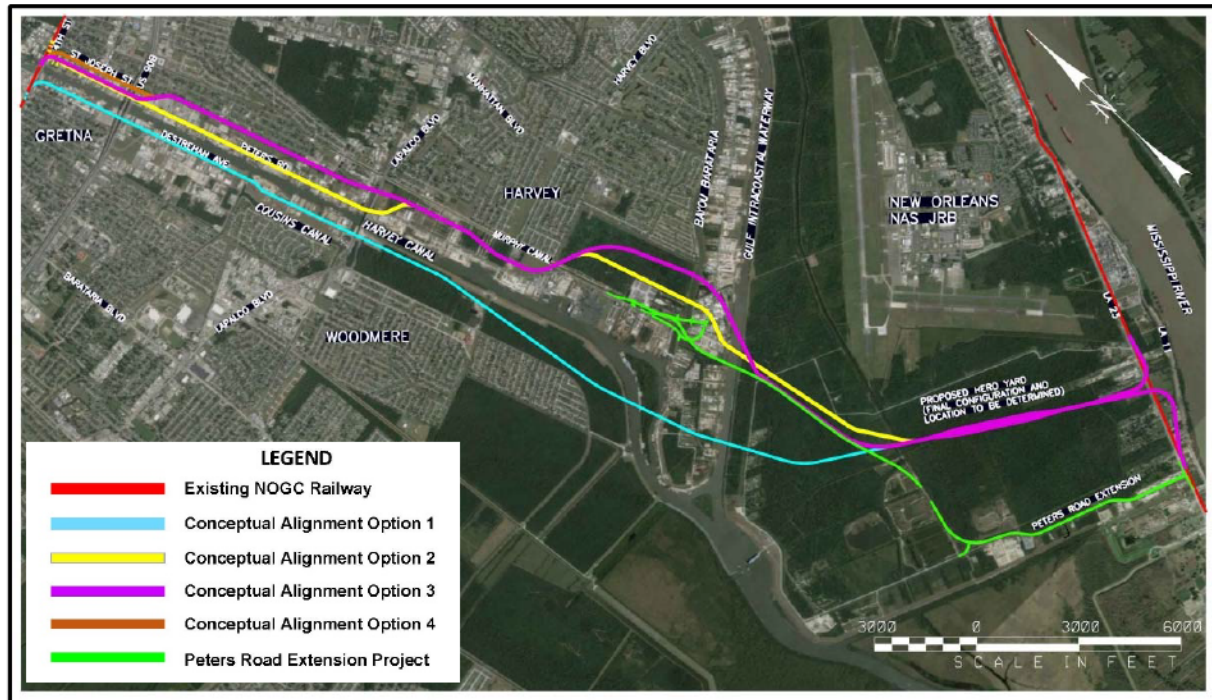 4TH ST
ST JOSEPH ST
US 90B
GRETNA
DESTREHAN AVE
PETERS RD
COUSINS CANAL
HARVEY CANAL
LAPALCO BLVD
MANHATTAN BLVD
HARVEY BLVD
HARVEY
MURPHY CANAL
BAYOU BARATARIA
GULF INTRACOASTAL WATERWAY
NEW ORLEANS
NAS JRB
N
MISSISSIPPI RIVER
LA 23
LA 11
BARATARIA BLVD
LAPALCO BLVD
WOODMERE
PROPOSED HERO YARD
(FINAL CONFIGURATION AND
LOCATION TO BE DETERMINED)
PETERS ROAD EXTENSION
LEGEND
Existing NOGC Railway
Conceptual Alignment Option 1
Conceptual Alignment Option 2
Conceptual Alignment Option 3
Conceptual Alignment Option 4
Peters Road Extension Project
3000 0 3000 6000
SCALE IN FEET